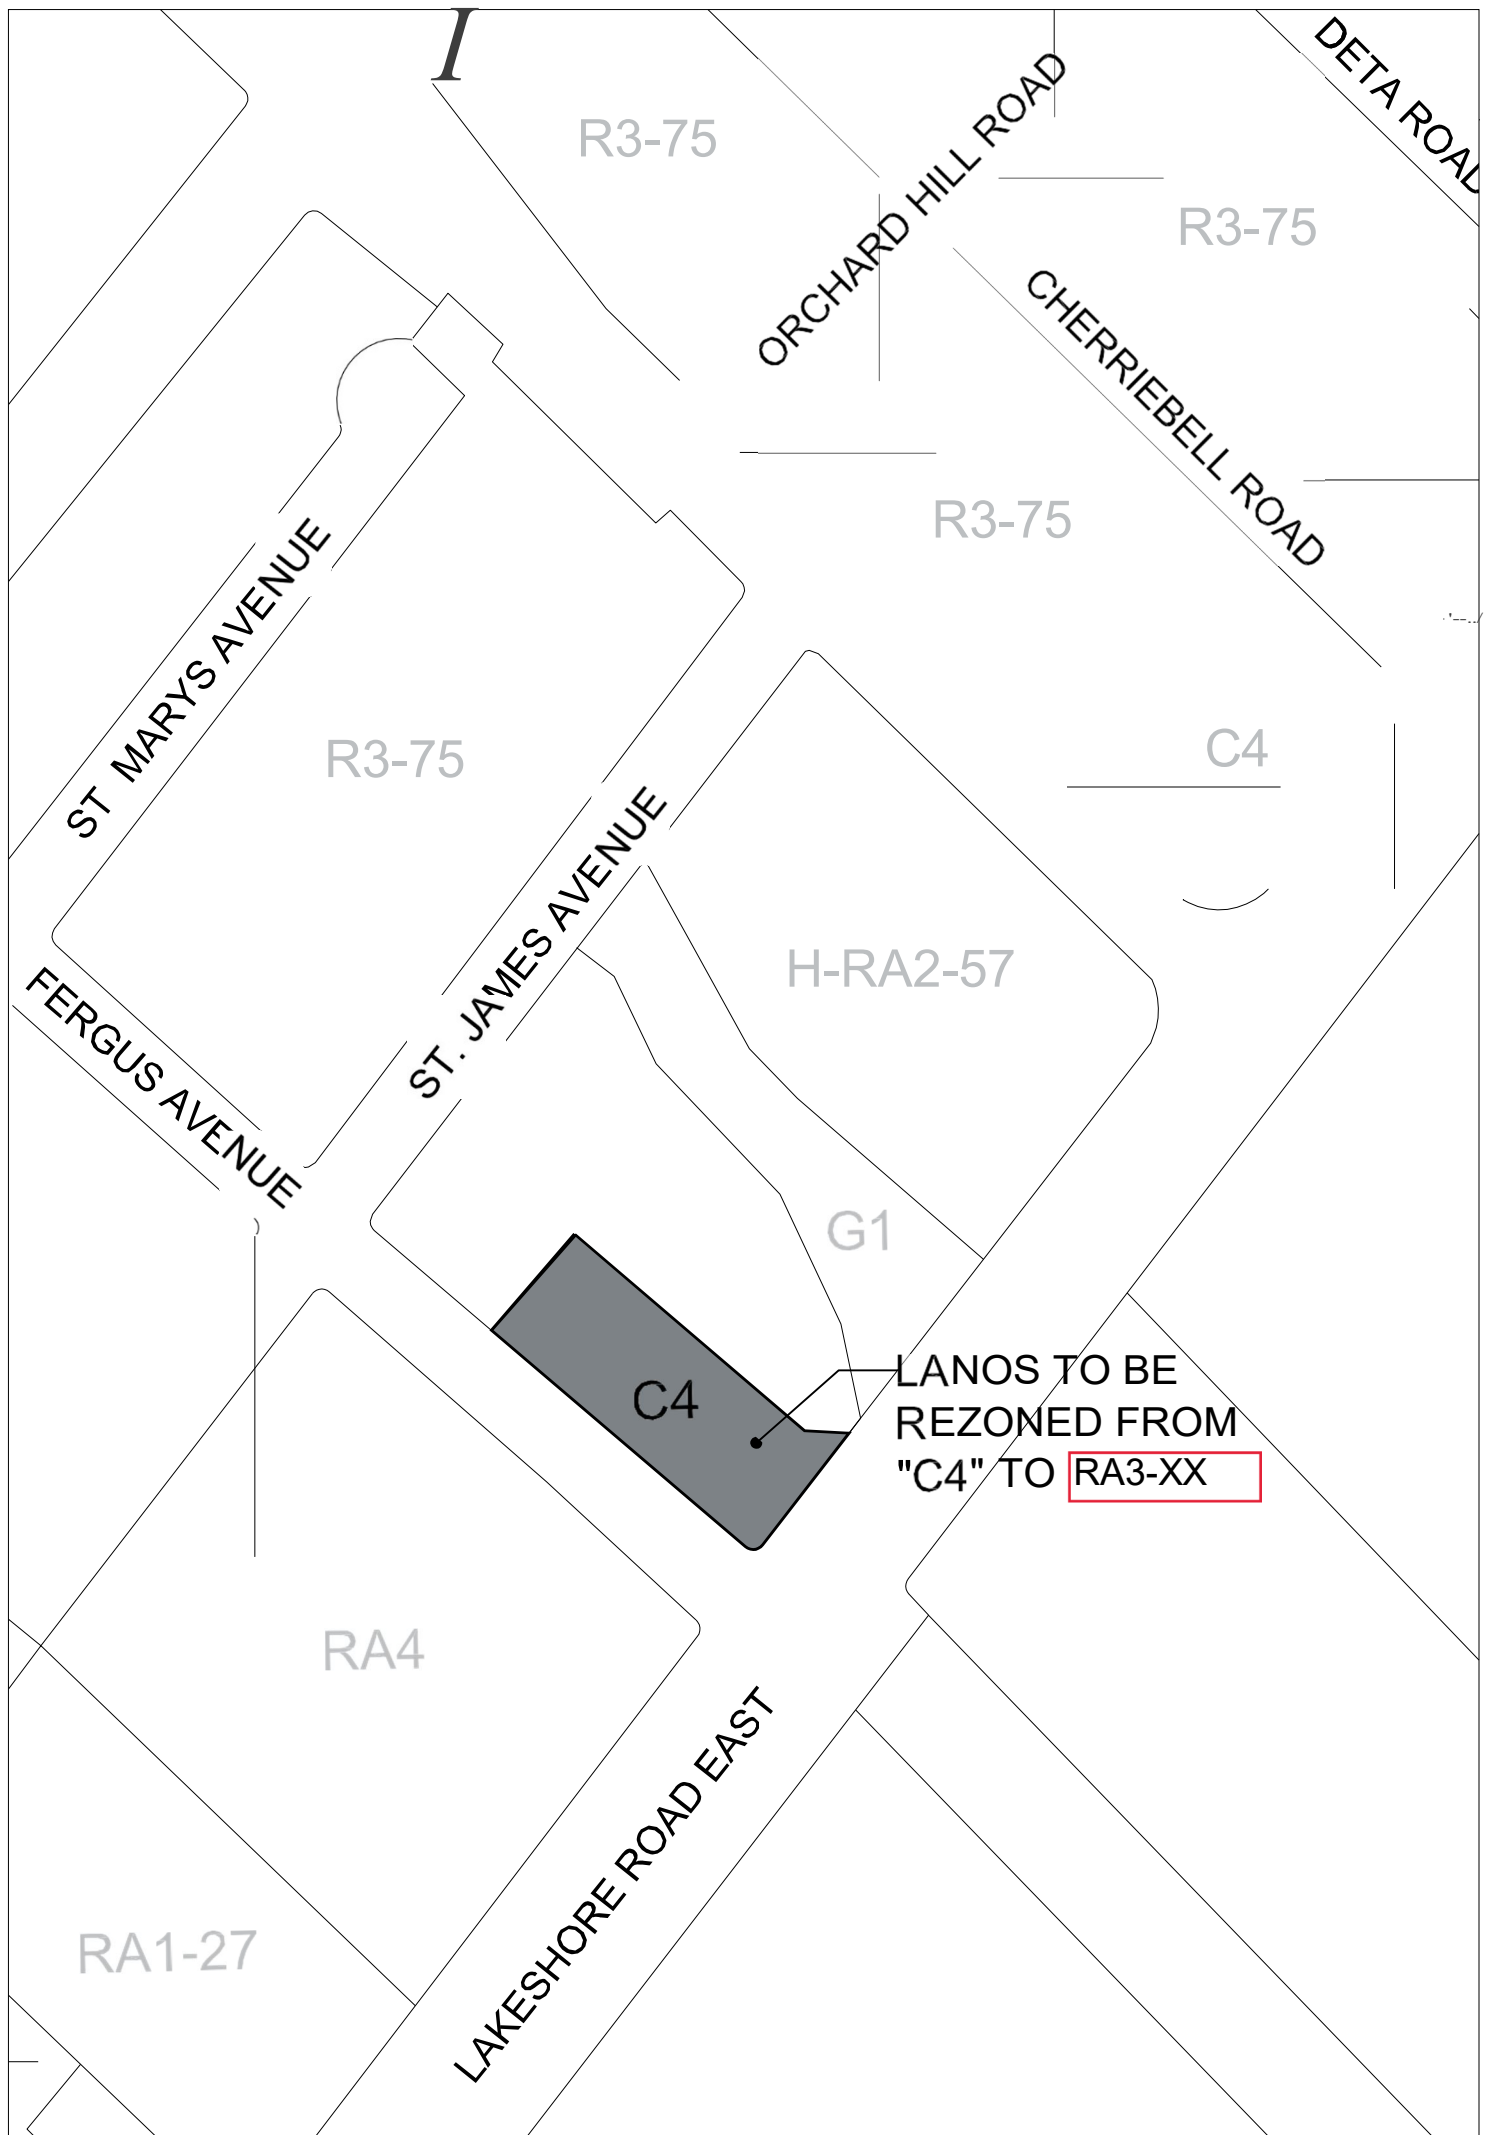 I
DETA ROAD
ORCHARD HILL ROAD
R3-75
R3-75
CHERRIEBELL ROAD
R3-75
ST MARYS AVENUE
R3-75
C4
ST. JAMES AVENUE
H-RA2-57
FERGUS AVENUE
G1
C4
LANOS TO BE
REZONED FROM
"C4" TO RA3-XX
RA4
LAKESHORE ROAD EAST
RA1-27